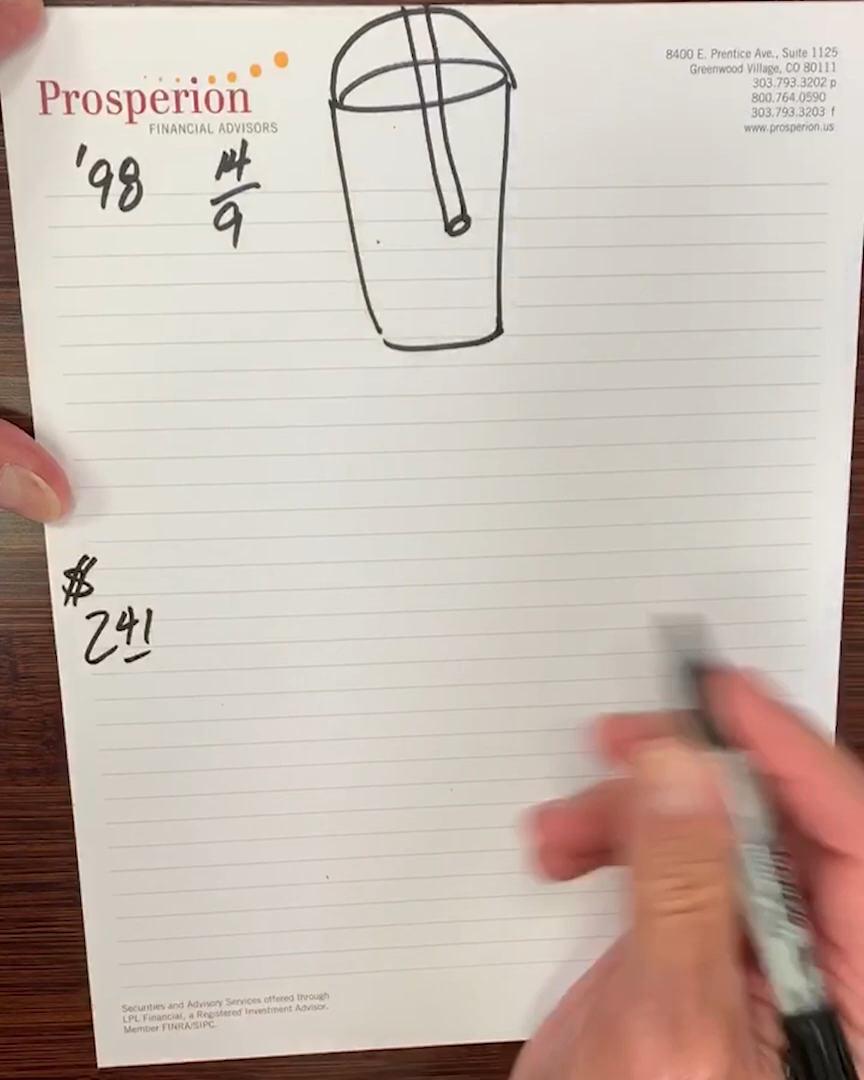 Prosperion
FINANCIAL ADVISORS
8400 E. Prentice Ave., Suite 1125
Greenwood Village, CO 80111
303.793.3202 p
800.764.0590
303.793.3203 f
www.prosperion.us
'98
14
9
$
241
Securities and Advisory Services offered through
LPL Financial, a Registered Investment Advisor.
Member FINRA/SIPC.